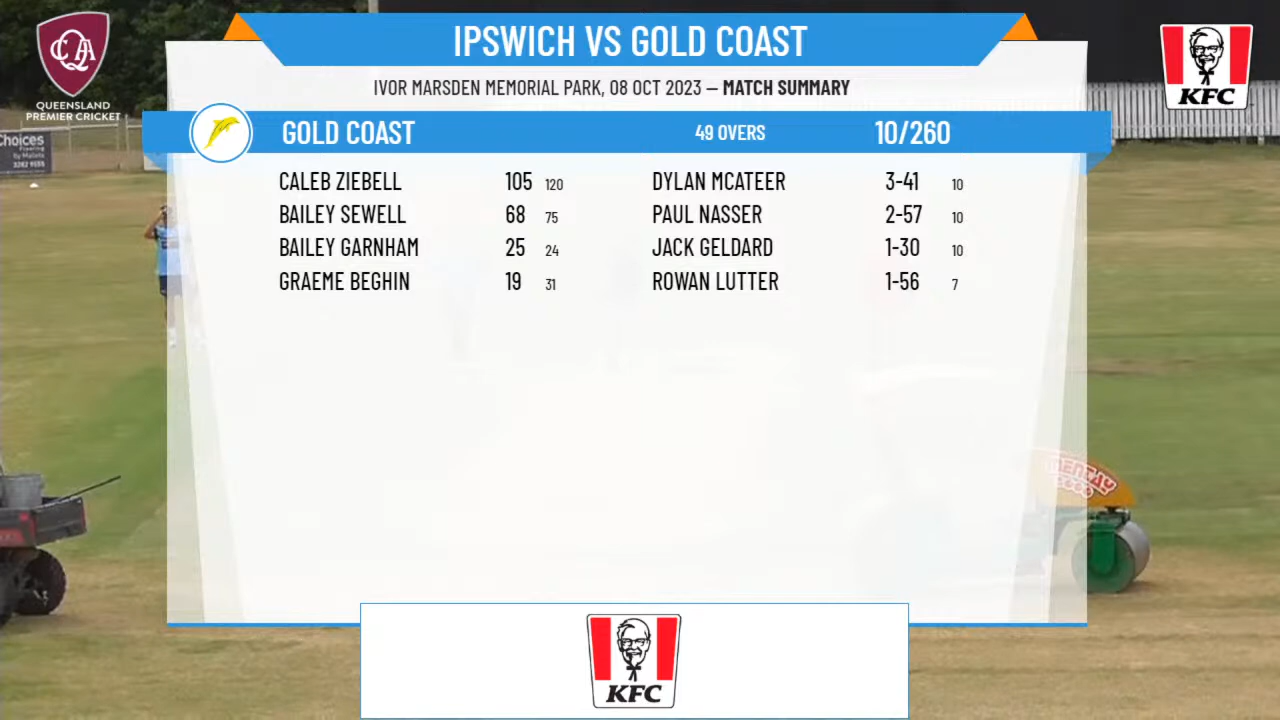 IPSWICH VS GOLD COAST
IVOR MARSDEN MEMORIAL PARK, 08 OCT 2023 – MATCH SUMMARY
QUEENSLAND
PREMIER CRICKET
KFC
GOLD COAST 49 OVERS 10/260
Choices
CALEB ZIEBELL 105 120 DYLAN MCATEER 3-41 10
BAILEY SEWELL 68 75 PAUL NASSER 2-57 10
BAILEY GARNHAM 25 24 JACK GELDARD 1-30 10
GRAEME BEGHIN 19 31 ROWAN LUTTER 1-56 7
KFC